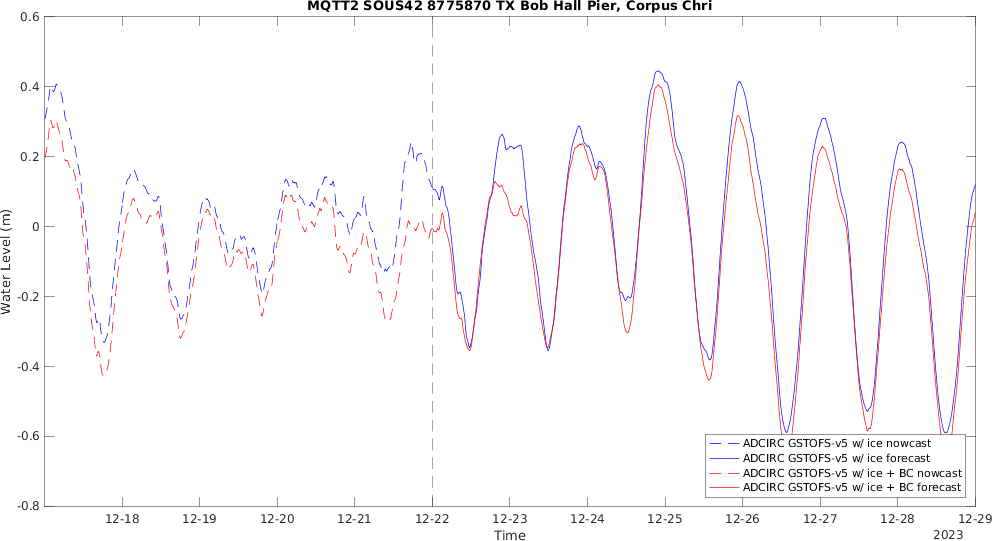 MQTT2 SOUS42 8775870 TX Bob Hall Pier, Corpus Chri
0.6
0.4
0.2
0
-0.2
-0.4
-0.6
-0.8
Water Level (m)
ADCIRC GSTOFS-v5 w/ ice nowcast
ADCIRC GSTOFS-v5 w/ ice forecast
ADCIRC GSTOFS-v5 w/ ice + BC nowcast
ADCIRC GSTOFS-v5 w/ ice + BC forecast
12-18 12-19 12-20 12-21 12-22 12-23 12-24 12-25 12-26 12-27 12-28 12-29
Time
2023